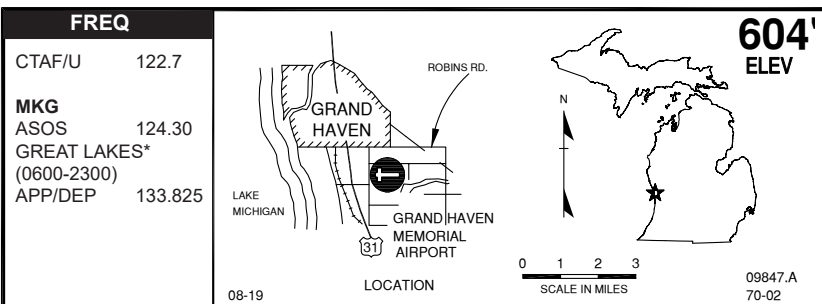 FREQ
CTAF/U 122.7
MKG
ASOS 124.30
GREAT LAKES*
(0600-2300)
APP/DEP 133.825
ROBINS RD.
GRAND
HAVEN
LAKE
MICHIGAN
GRAND HAVEN
MEMORIAL
AIRPORT
31
08-19
LOCATION
604'
ELEV
N
0 1 2 3
SCALE IN MILES
09847.A
70-02